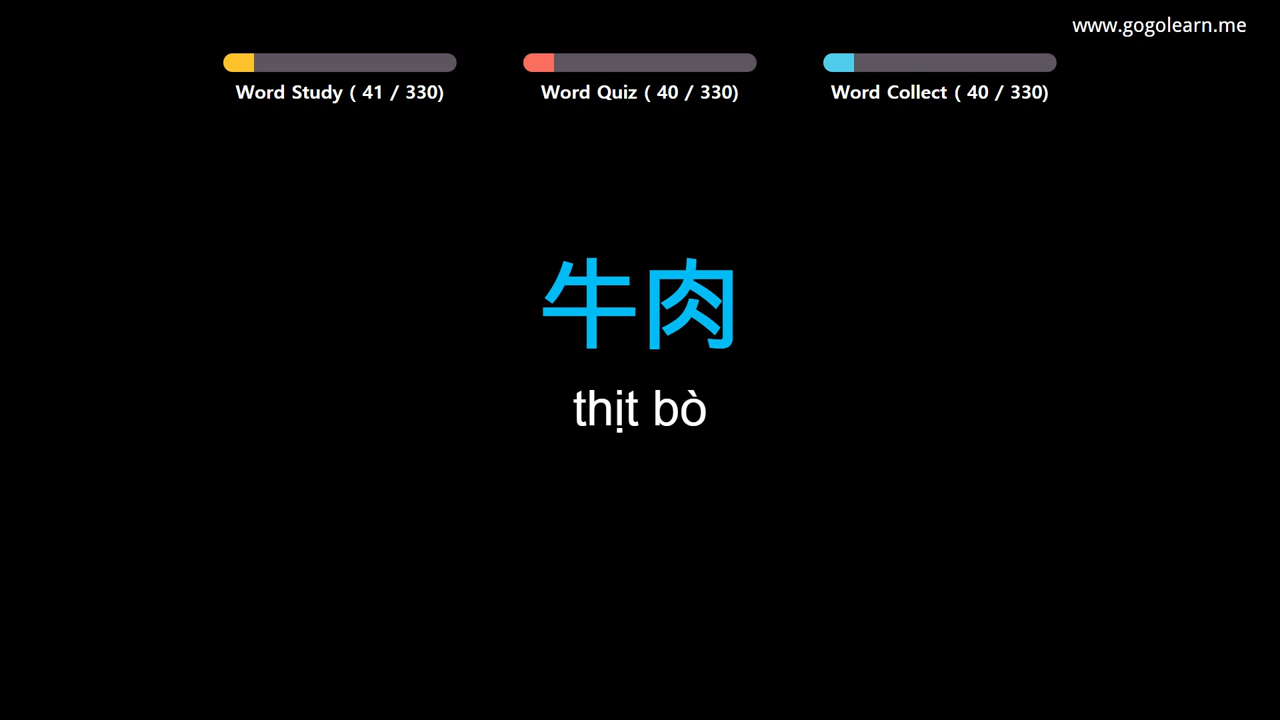 www.gogolearn.me
Word Study ( 41 / 330)
Word Quiz ( 40 / 330)
Word Collect ( 40 / 330)
牛肉
thịt bò